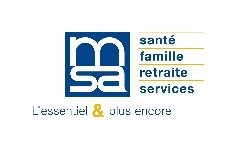 msa
santé
famille
retraite
services
L'essentiel & plus encore